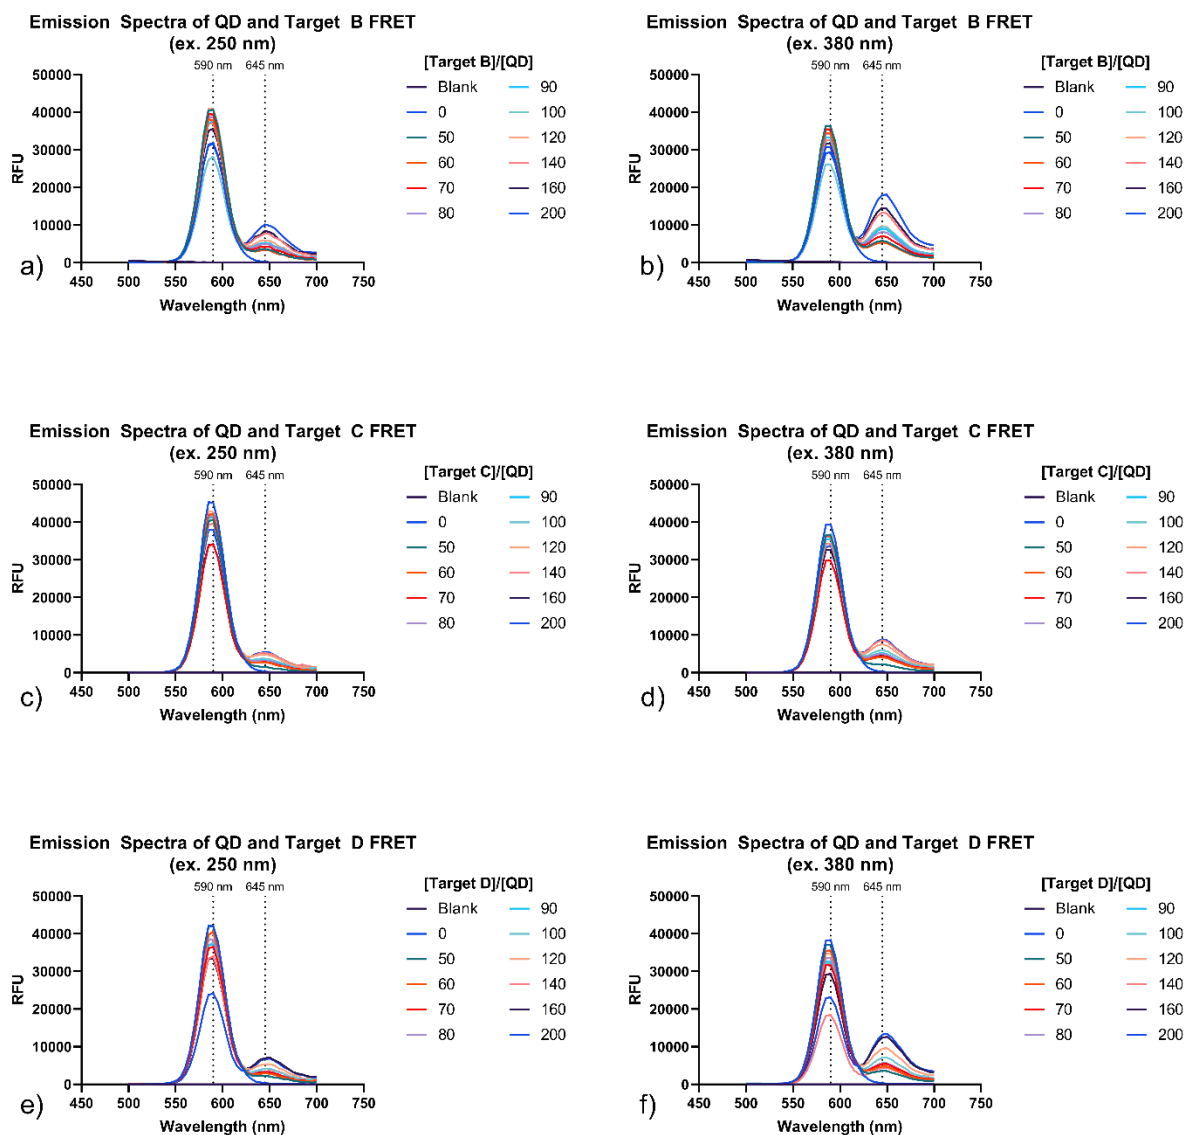 Emission Spectra of QD and Target B FRET
(ex. 250 nm)
590 nm 645 nm
[Target B]/[QD]
50000
40000
30000
20000
10000
0
RFU
450 500 550 600 650 700 750
Wavelength (nm)
Blank 90
0 100
50 120
60 140
70 160
80 200
a)
Emission Spectra of QD and Target B FRET
(ex. 380 nm)
590 nm 645 nm
[Target B]/[QD]
50000
40000
30000
20000
10000
0
RFU
450 500 550 600 650 700 750
Wavelength (nm)
Blank 90
0 100
50 120
60 140
70 160
80 200
b)
Emission Spectra of QD and Target C FRET
(ex. 250 nm)
590 nm 645 nm
[Target C]/[QD]
50000
40000
30000
20000
10000
0
RFU
450 500 550 600 650 700 750
Wavelength (nm)
Blank 90
0 100
50 120
60 140
70 160
80 200
c)
Emission Spectra of QD and Target C FRET
(ex. 380 nm)
590 nm 645 nm
[Target C]/[QD]
50000
40000
30000
20000
10000
0
RFU
450 500 550 600 650 700 750
Wavelength (nm)
Blank 90
0 100
50 120
60 140
70 160
80 200
d)
Emission Spectra of QD and Target D FRET
(ex. 250 nm)
590 nm 645 nm
[Target D]/[QD]
50000
40000
30000
20000
10000
0
RFU
450 500 550 600 650 700 750
Wavelength (nm)
Blank 90
0 100
50 120
60 140
70 160
80 200
e)
Emission Spectra of QD and Target D FRET
(ex. 380 nm)
590 nm 645 nm
[Target D]/[QD]
50000
40000
30000
20000
10000
0
RFU
450 500 550 600 650 700 750
Wavelength (nm)
Blank 90
0 100
50 120
60 140
70 160
80 200
f)